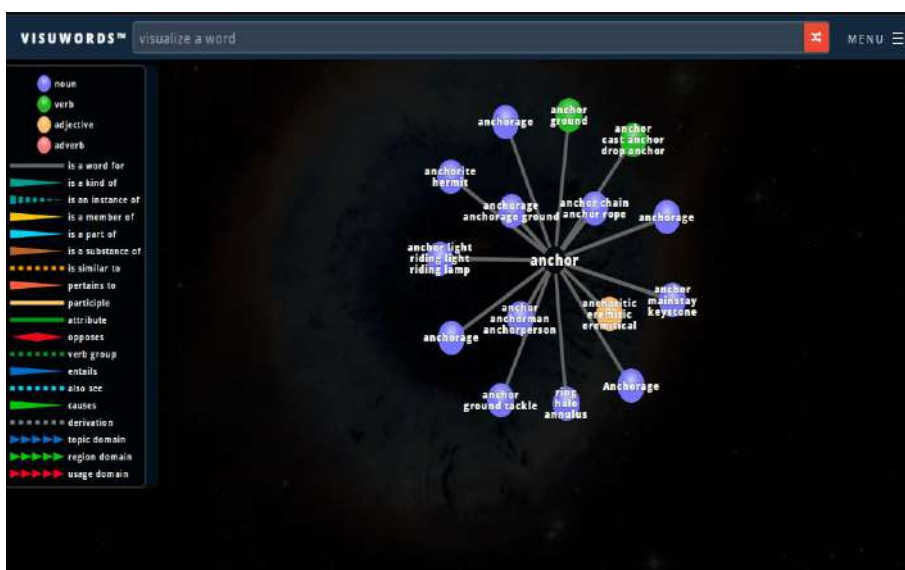 VISUWORDS™
visualize a word
MENU
noun
verb
adjective
adverb
is a word for
is a kind of
is an instance of
is a member of
is a part of
is a substance of
is similar to
pertains to
participle
attribute
opposes
verb group
entails
also see
causes
derivation
topic domain
region domain
usage domain
anchorage
anchor
ground
anchor
cast anchor
drop anchor
anchorite
hermit
anchorage
anchorage ground
anchor chain
anchor rope
anchorage
anchor light
riding light
riding lamp
anchor
anchor
mainstay
keystone
anchoritic
eremitic
eremitical
anchor
anchorman
anchorperson
anchorage
anchor
ground tackle
ring
halo
annulus
Anchorage